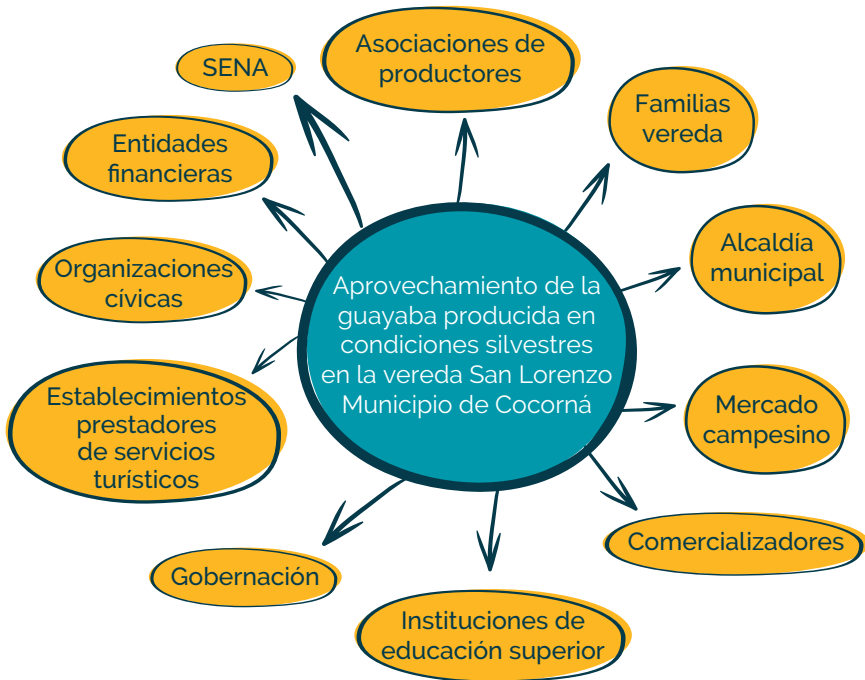 Asociaciones de
productores
SENA
Familias
vereda
Entidades
financieras
Alcaldía
municipal
Organizaciones
cívicas
Aprovechamiento de la
guayaba producida en
condiciones silvestres
en la vereda San Lorenzo
Municipio de Cocorná
Establecimientos
prestadores
de servicios
turísticos
Mercado
campesino
Comercializadores
Gobernación
Instituciones de
educación superior